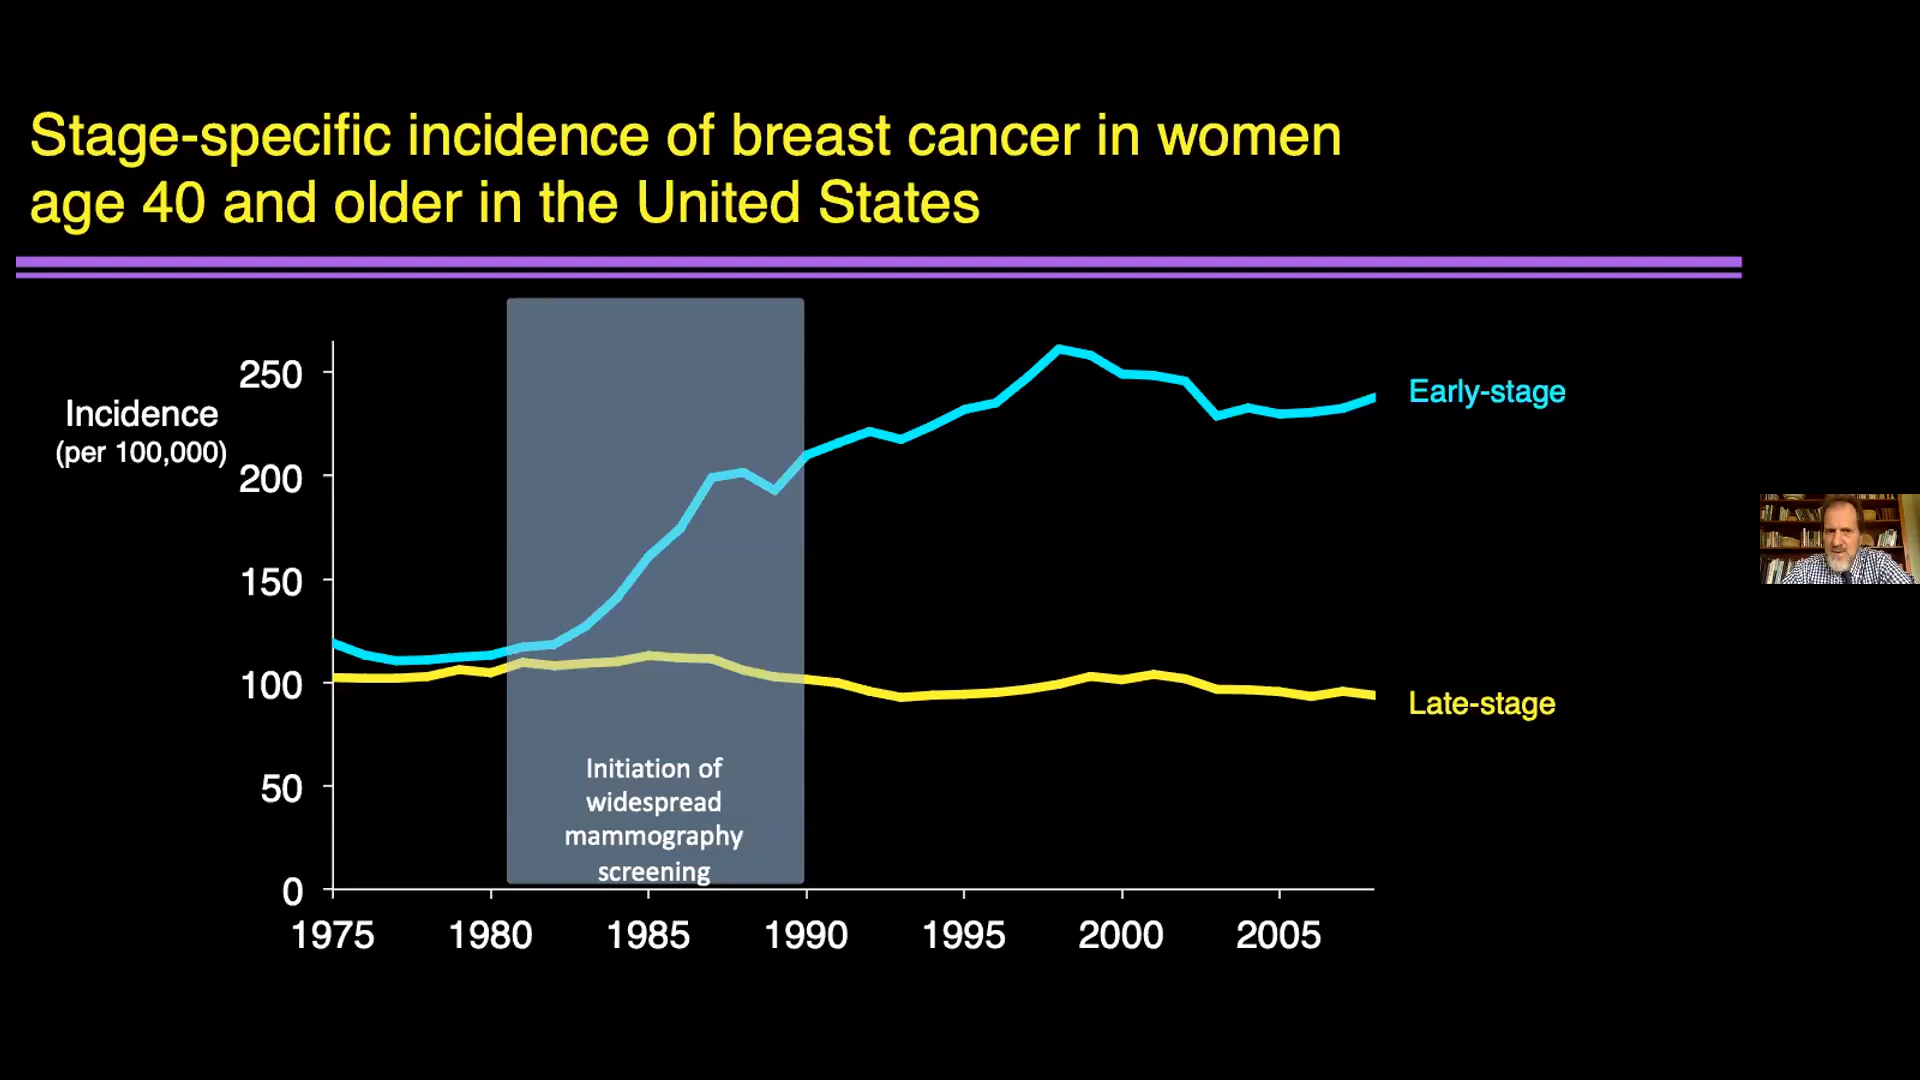 Stage-specific incidence of breast cancer in women
age 40 and older in the United States
Incidence
(per 100,000)
250
200
150
100
50
0
Early-stage
Late-stage
Initiation of
widespread
mammography
screening
1975 1980 1985 1990 1995 2000 2005